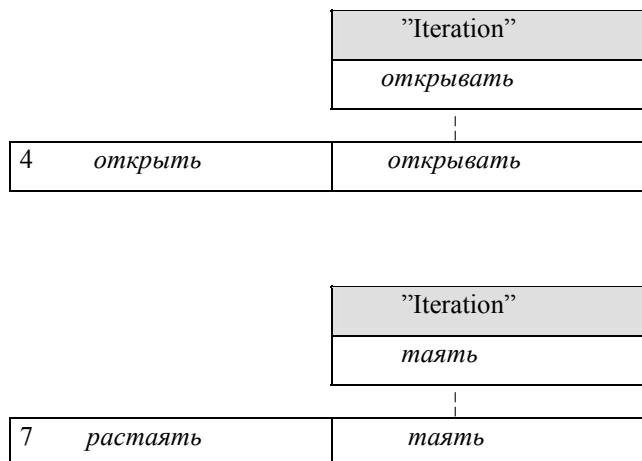 ”Iteration”
открывать
4 открыть открывать
”Iteration”
таять
7 растаять таять